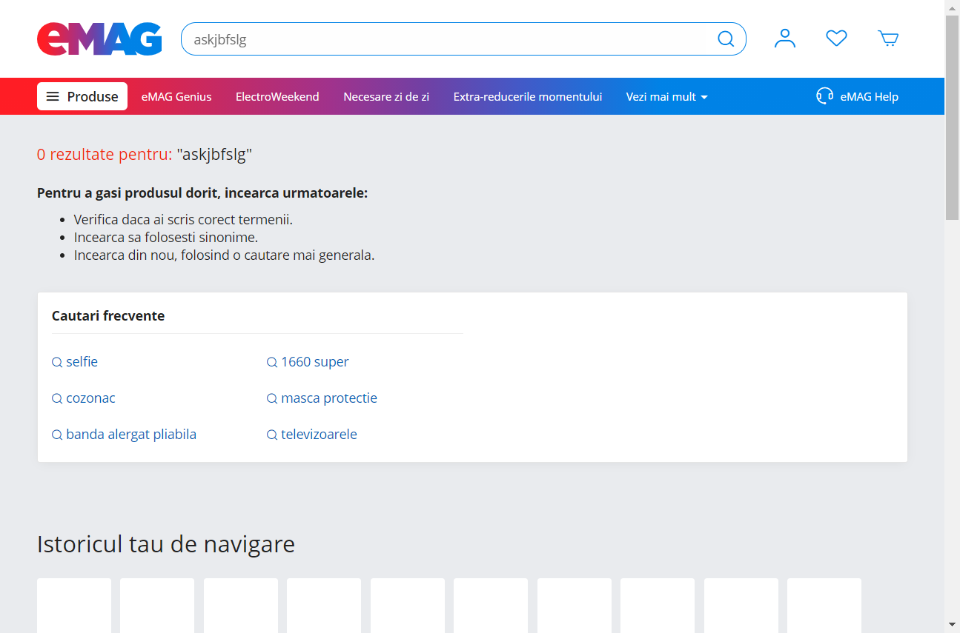 eMAG
askjbfslg
Produse
eMAG Genius
ElectroWeekend
Necesare zi de zi
Extra-reducerile momentului
Vezi mai mult
eMAG Help
0 rezultate pentru: "askjbfslg"
Pentru a gasi produsul dorit, incearca urmatoarele:
Verifica daca ai scris corect termenii.
Incearca sa folosesti sinonime.
Incearca din nou, folosind o cautare mai generala.
Cautari frecvente
selfie
1660 super
cozonac
masca protectie
banda alergat pliabila
televizoarele
Istoricul tau de navigare